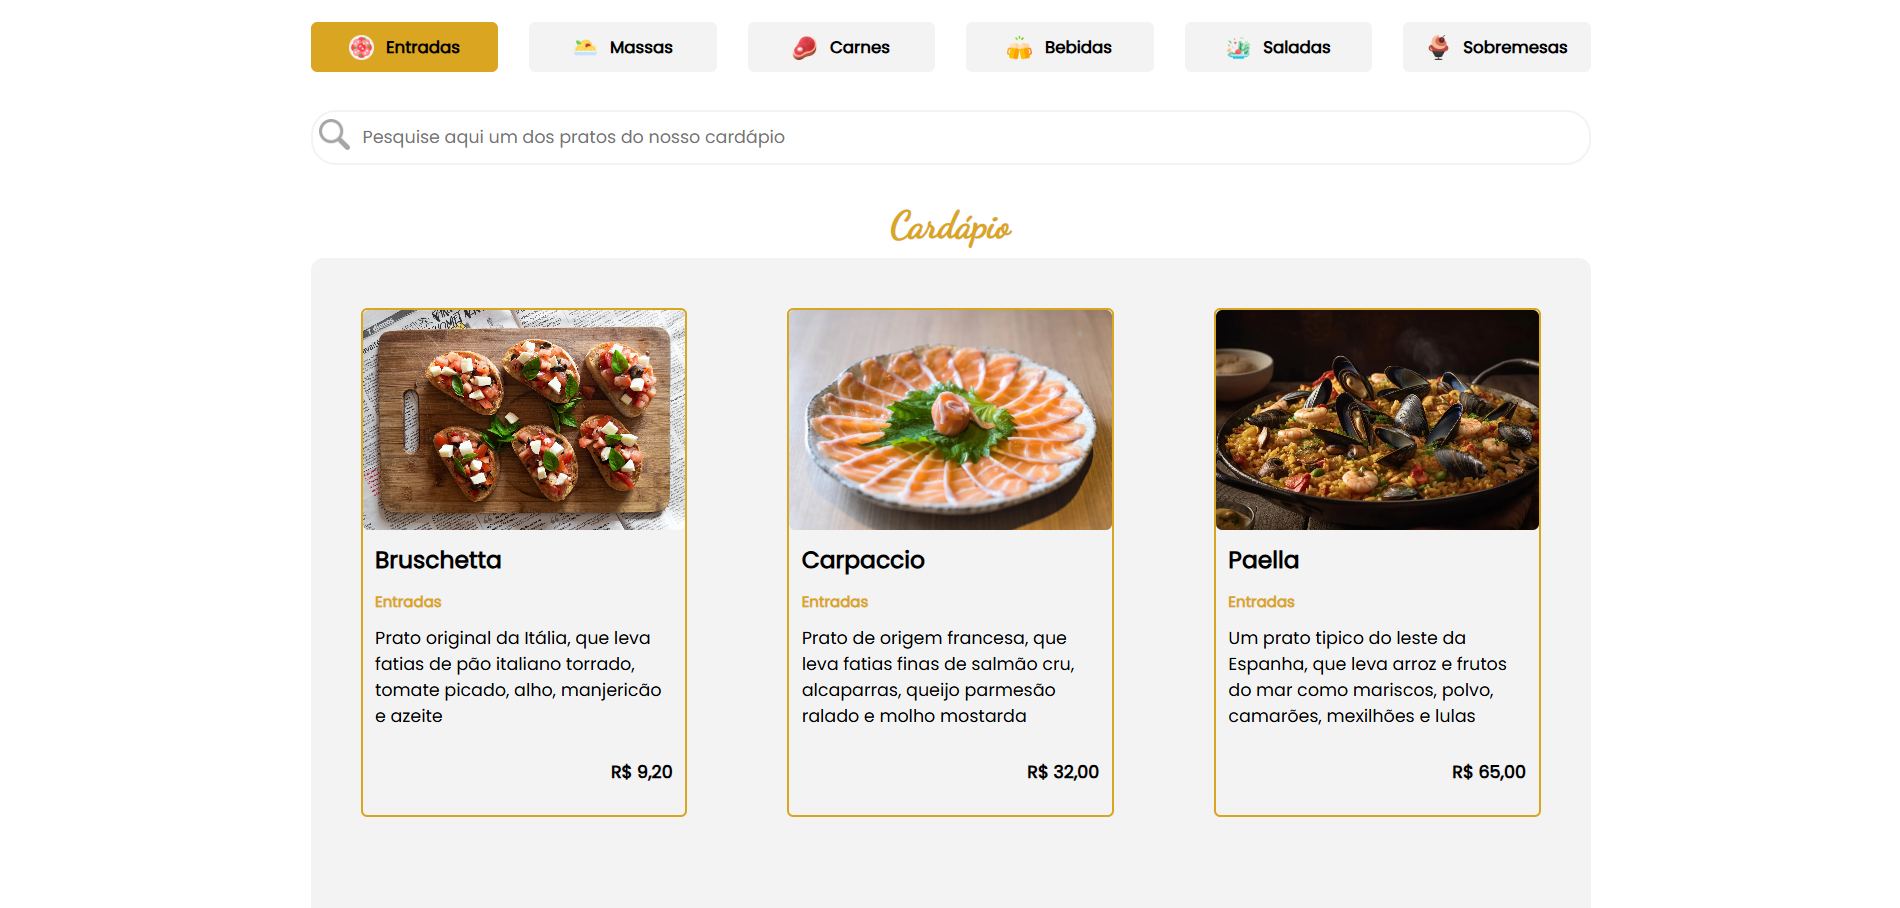 Entradas
Massas
Carnes
Bebidas
Saladas
Sobremesas
Pesquise aqui um dos pratos do nosso cardápio
Cardápio
Bruschetta
Entradas
Prato original da Itália, que leva
fatias de pão italiano torrado,
tomate picado, alho, manjericão
e azeite
R$ 9,20
Carpaccio
Entradas
Prato de origem francesa, que
leva fatias finas de salmão cru,
alcaparras, queijo parmesão
ralado e molho mostarda
R$ 32,00
Paella
Entradas
Um prato tipico do leste da
Espanha, que leva arroz e frutos
do mar como mariscos, polvo,
camarões, mexilhões e lulas
R$ 65,00